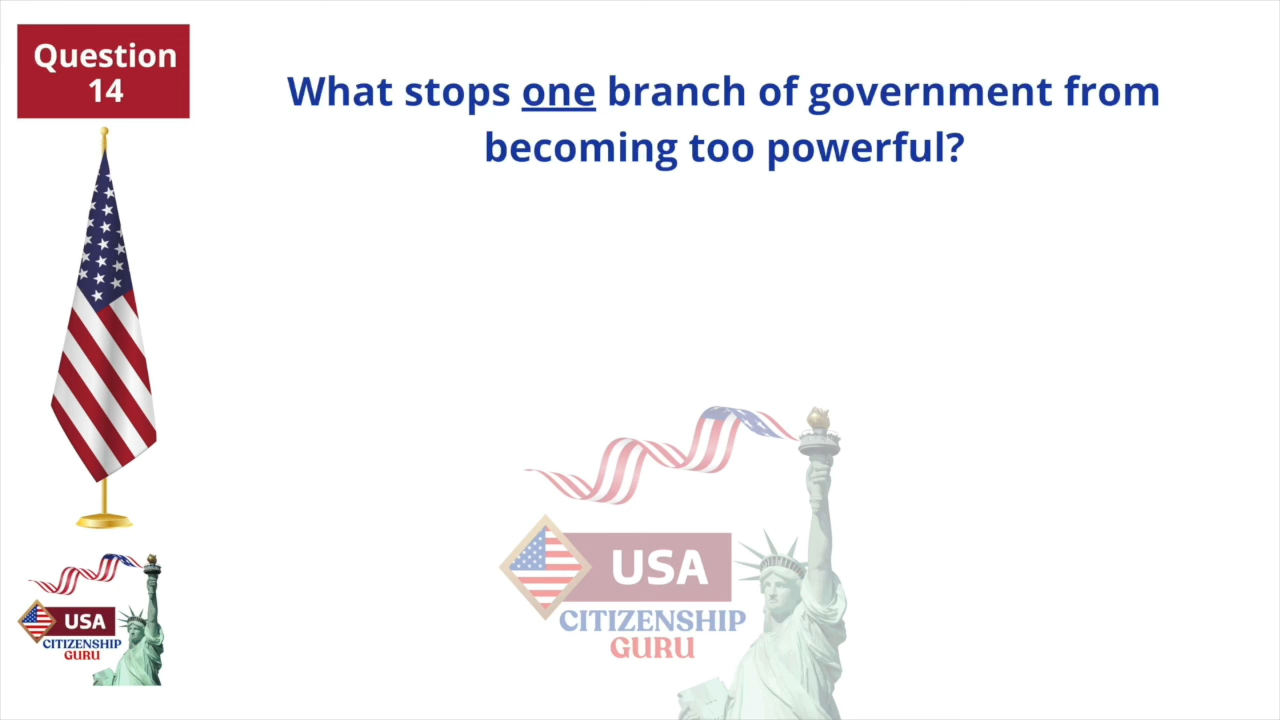 Question
14
What stops one branch of government from
becoming too powerful?
USA
CITIZENSHIP
GURU
USA
CITIZENSHIP
GURU